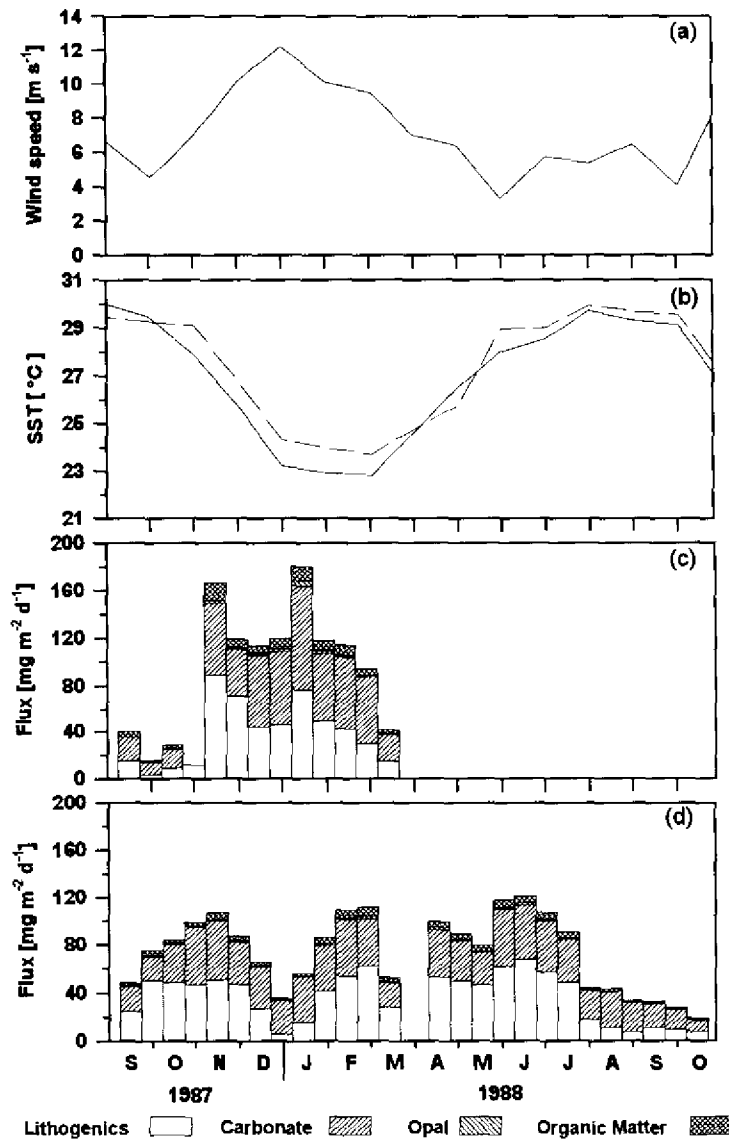 (a)
Wind speed [m s⁻¹]
14
12
10
8
6
4
2
0
(b)
SST [°C]
31
29
27
25
23
21
(c)
Flux [mg m⁻² d⁻¹]
200
160
120
80
40
0
(d)
Flux [mg m⁻² d⁻¹]
200
160
120
80
40
0
S O N D J F M A M J J A S O
1987 1988
Lithogenics Carbonate Opal Organic Matter